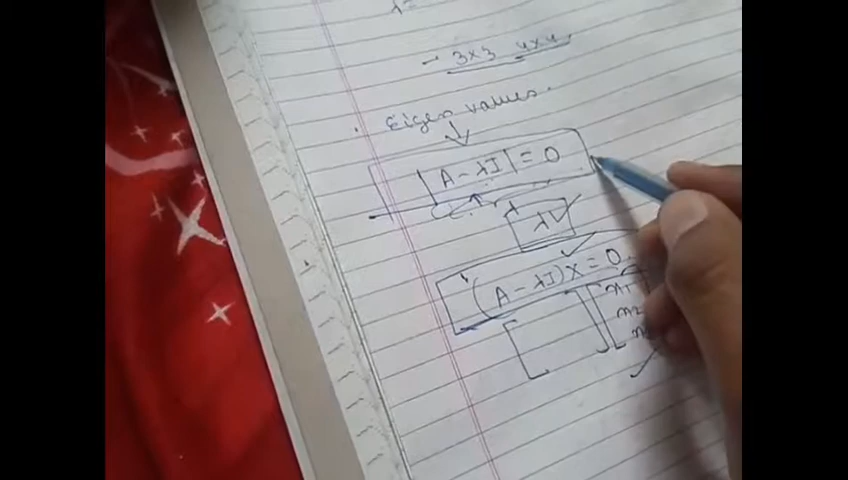 λ=
- 3x3 4x4
. Eigen values.
|A-λI| = 0
λ
(A-λI)X = 0